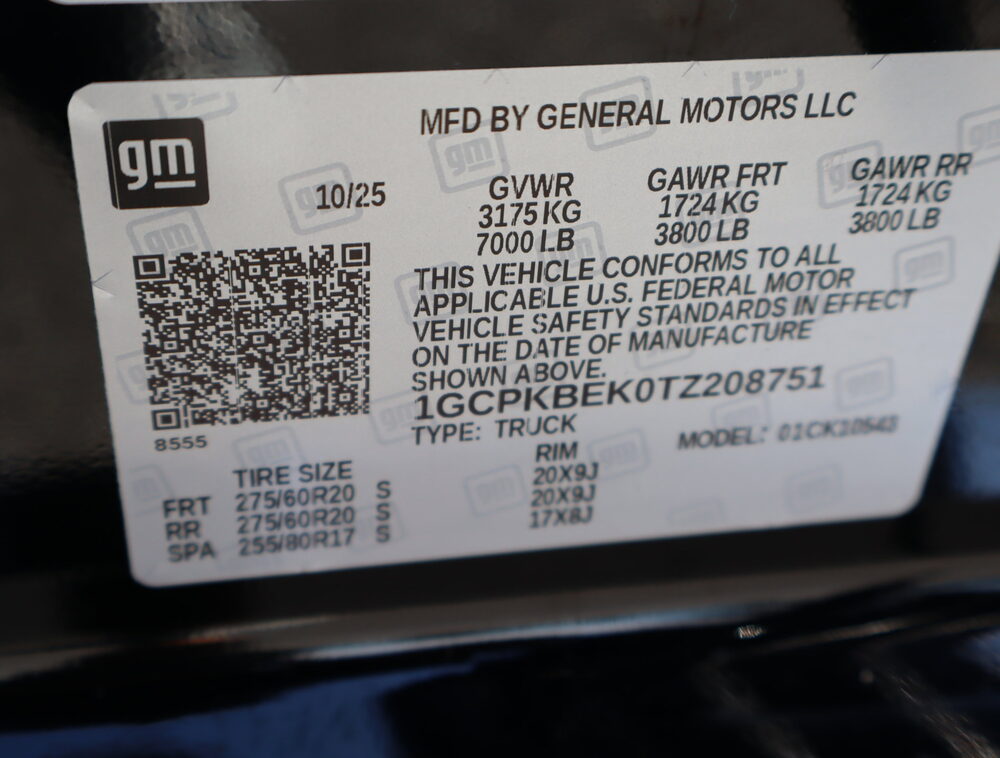 gm
MFD BY GENERAL MOTORS LLC
10/25
GVWR GAWR FRT GAWR RR
3175 KG 1724 KG 1724 KG
7000 LB 3800 LB 3800 LB
THIS VEHICLE CONFORMS TO ALL
APPLICABLE U.S. FEDERAL MOTOR
VEHICLE SAFETY STANDARDS IN EFFECT
ON THE DATE OF MANUFACTURE
SHOWN ABOVE.
1GCPKBEK0TZ208751
8555
TYPE: TRUCK MODEL: 01CK10543
TIRE SIZE RIM
FRT 275/60R20 S 20X9J
RR 275/60R20 S 20X9J
SPA 255/80R17 S 17X8J